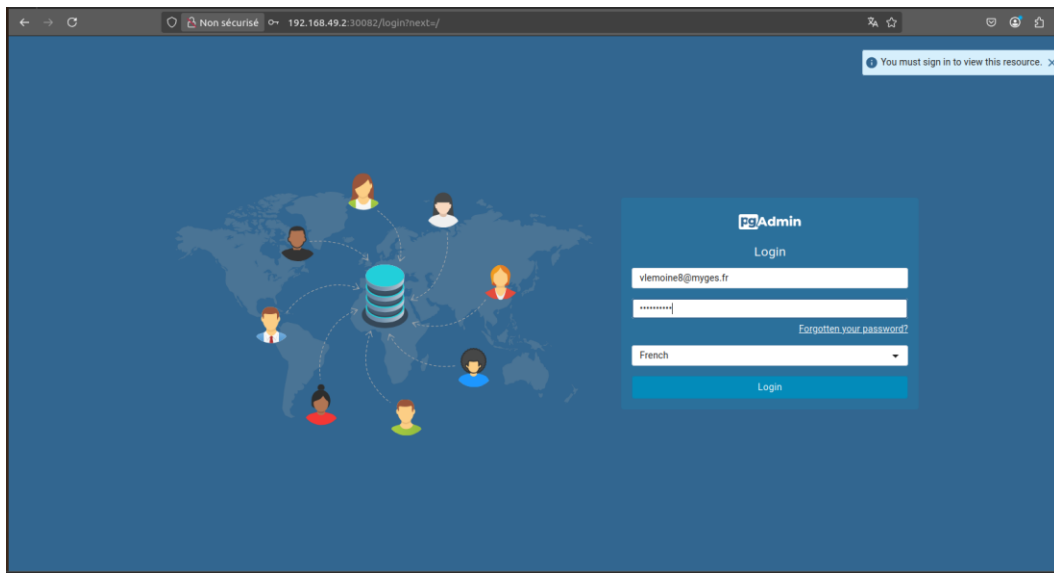 Non sécurisé 192.168.49.2:30082/login?next=/
You must sign in to view this resource.
pgAdmin
Login
vlemoine8@myges.fr
Forgotten your password?
French
Login